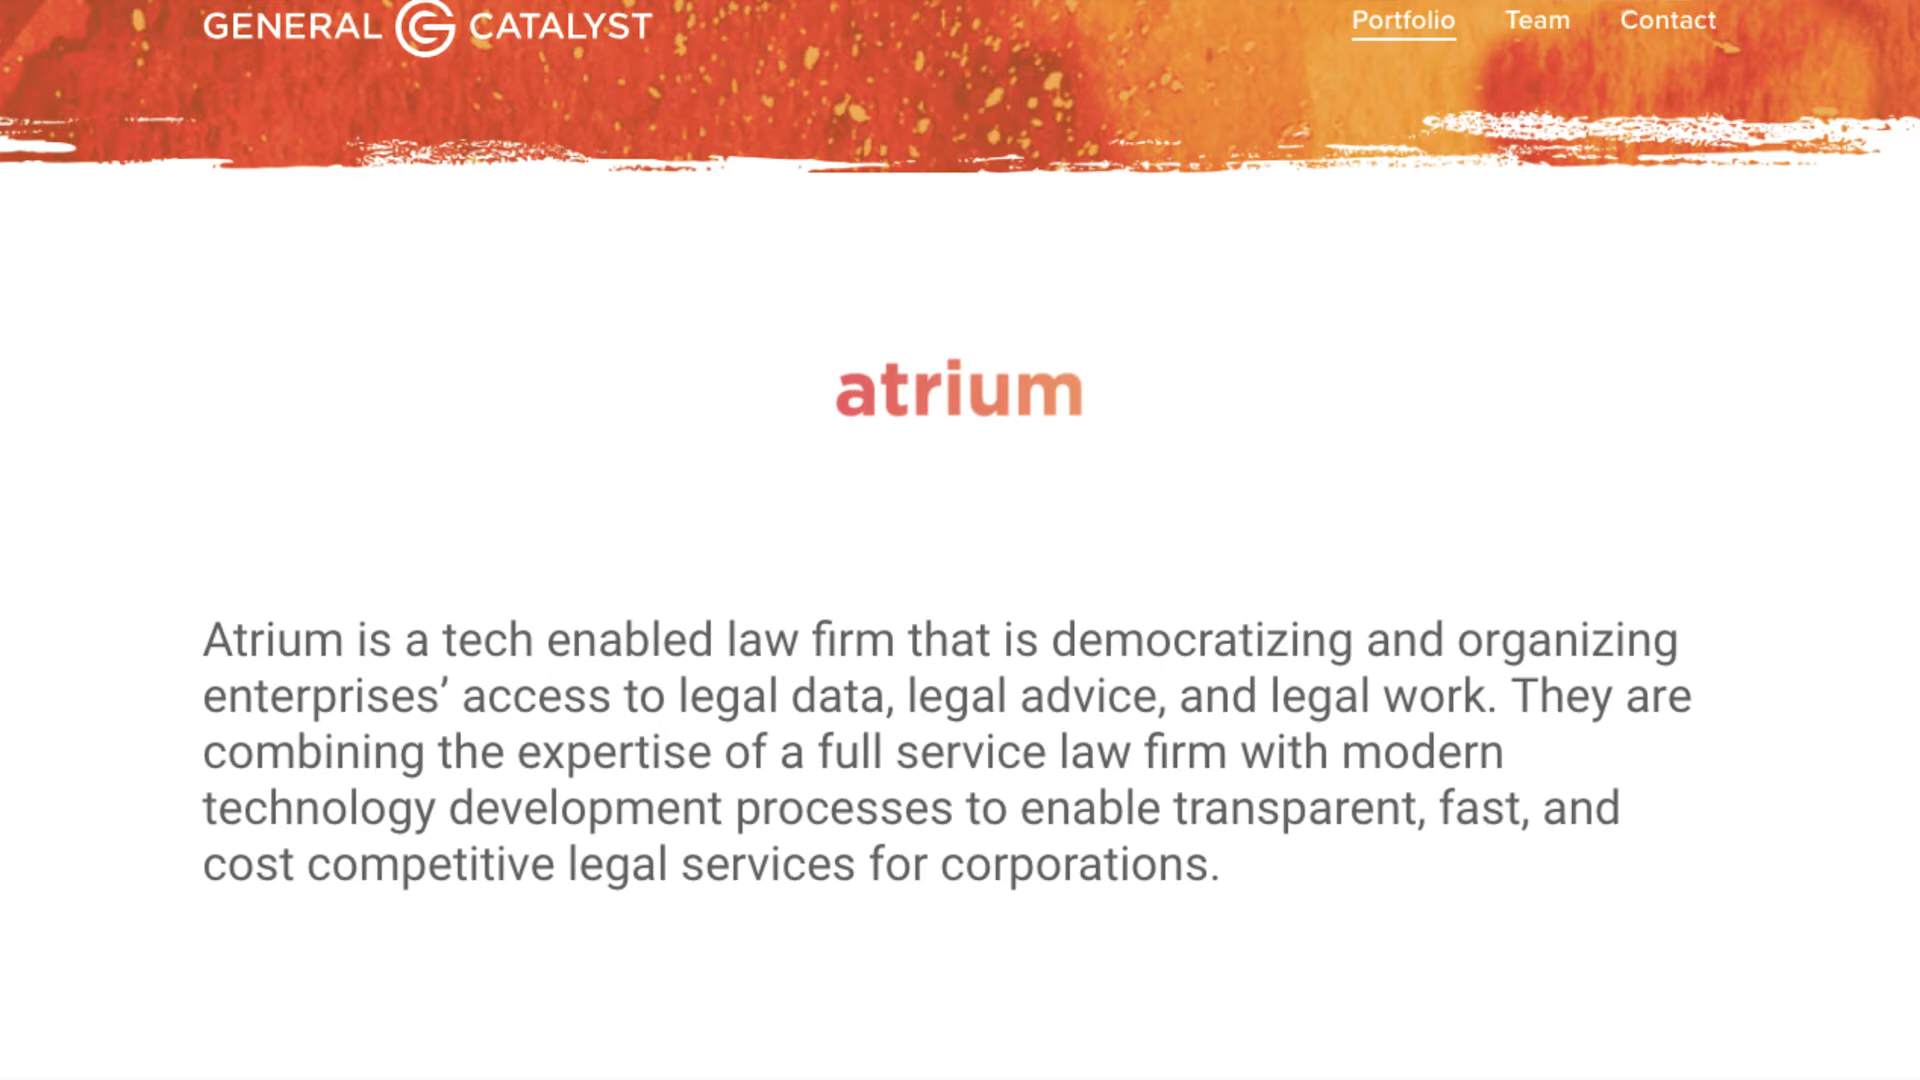 GENERAL GC CATALYST
Portfolio Team Contact
atrium
Atrium is a tech enabled law firm that is democratizing and organizing
enterprises’ access to legal data, legal advice, and legal work. They are
combining the expertise of a full service law firm with modern
technology development processes to enable transparent, fast, and
cost competitive legal services for corporations.